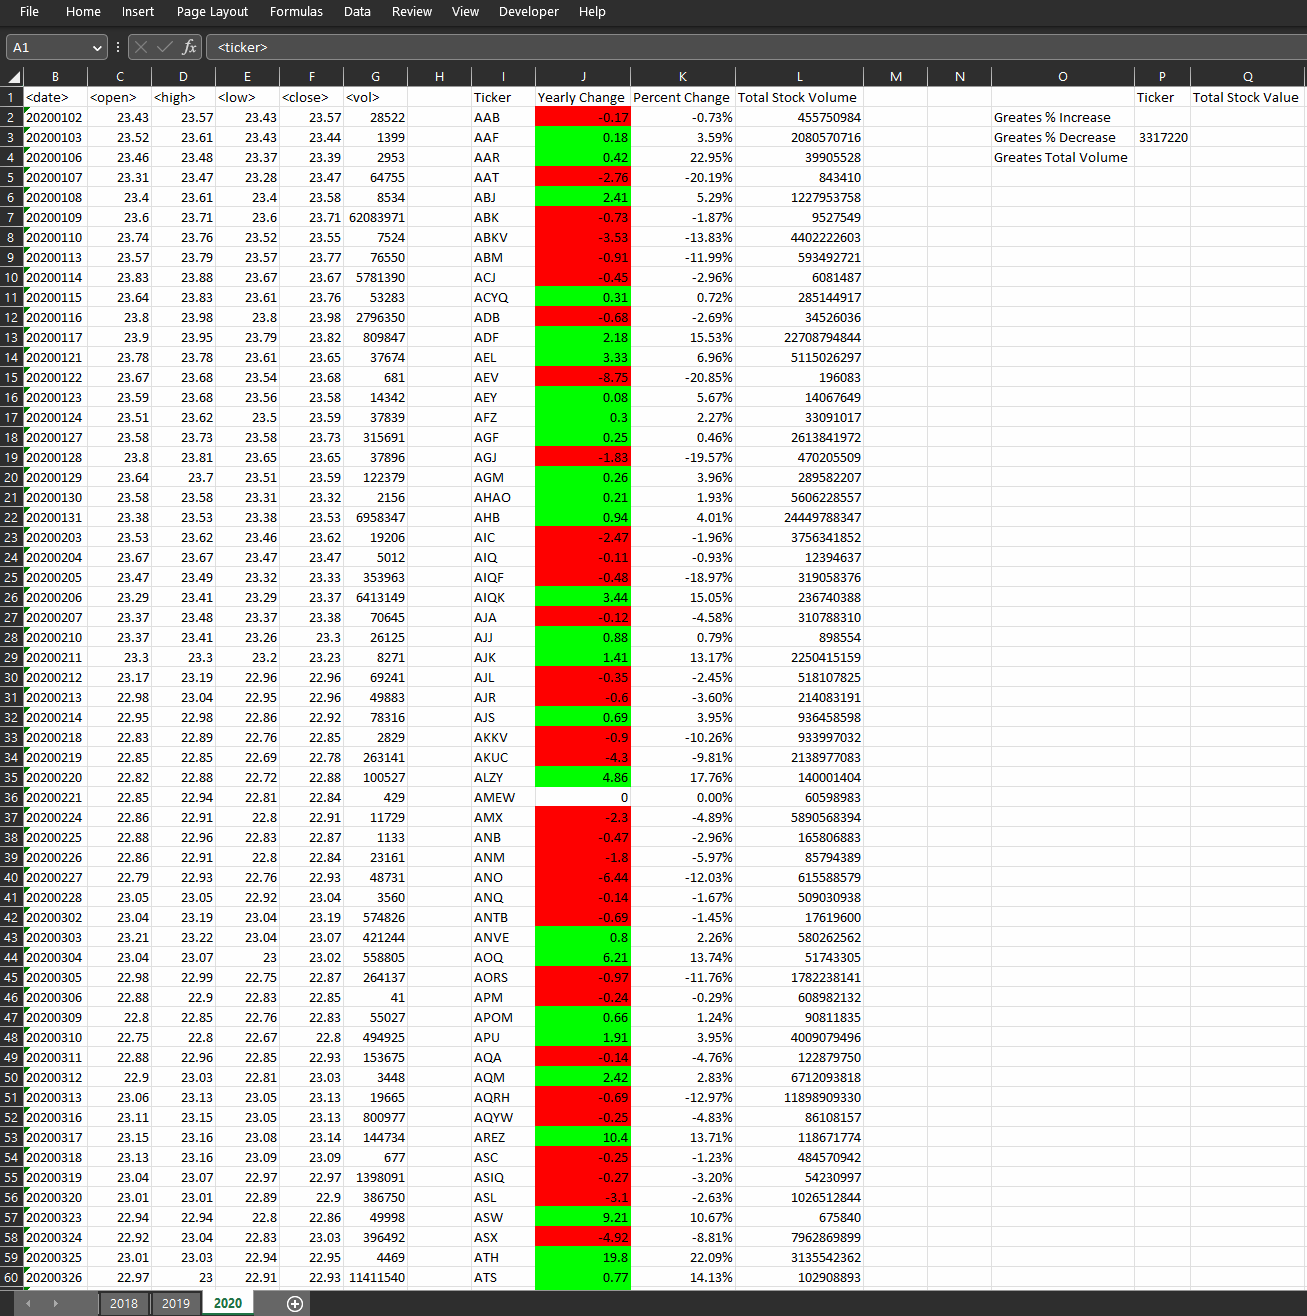 File Home Insert Page Layout Formulas Data Review View Developer Help
A1 fx <ticker>
B C D E F G H I J K L M N O P Q
1 <date> <open> <high> <low> <close> <vol> Ticker Yearly Change Percent Change Total Stock Volume Ticker Total Stock Value
2 20200102 23.43 23.57 23.43 23.57 28522 AAB -0.17 -0.73% 455750984 Greates % Increase
3 20200103 23.52 23.61 23.43 23.44 1399 AAF 0.18 3.59% 2080570716 Greates % Decrease 3317220
4 20200106 23.46 23.48 23.37 23.39 2953 AAR 0.42 22.95% 39905528 Greates Total Volume
5 20200107 23.31 23.47 23.28 23.47 64755 AAT -2.76 -20.19% 843410
6 20200108 23.4 23.61 23.4 23.58 8534 ABJ 2.41 5.29% 1227953758
7 20200109 23.6 23.71 23.6 23.71 62083971 ABK -0.73 -1.87% 9527549
8 20200110 23.74 23.76 23.52 23.55 7524 ABKV -3.53 -13.83% 4402222603
9 20200113 23.57 23.79 23.57 23.77 76550 ABM -0.91 -11.99% 593492721
10 20200114 23.83 23.88 23.67 23.67 5781390 ACJ -0.45 -2.96% 6081487
11 20200115 23.64 23.83 23.61 23.76 53283 ACYQ 0.31 0.72% 285144917
12 20200116 23.8 23.98 23.8 23.98 2796350 ADB -0.68 -2.69% 34526036
13 20200117 23.9 23.95 23.79 23.82 809847 ADF 2.18 15.53% 22708794844
14 20200121 23.78 23.78 23.61 23.65 37674 AEL 3.33 6.96% 5115026297
15 20200122 23.67 23.68 23.54 23.68 681 AEV -8.75 -20.85% 196083
16 20200123 23.59 23.68 23.56 23.58 14342 AEY 0.08 5.67% 14067649
17 20200124 23.51 23.62 23.5 23.59 37839 AFZ 0.3 2.27% 33091017
18 20200127 23.58 23.73 23.58 23.73 315691 AGF 0.25 0.46% 2613841972
19 20200128 23.8 23.81 23.65 23.65 37896 AGJ -1.83 -19.57% 470205509
20 20200129 23.64 23.7 23.51 23.59 122379 AGM 0.26 3.96% 289582207
21 20200130 23.58 23.58 23.31 23.32 2156 AHAO 0.21 1.93% 5606228557
22 20200131 23.38 23.53 23.38 23.53 6958347 AHB 0.94 4.01% 24449788347
23 20200203 23.53 23.62 23.46 23.62 19206 AIC -2.47 -1.96% 3756341852
24 20200204 23.67 23.67 23.47 23.47 5012 AIQ -0.11 -0.93% 12394637
25 20200205 23.47 23.49 23.32 23.33 353963 AIQF -0.48 -18.97% 319058376
26 20200206 23.29 23.41 23.29 23.37 6413149 AIQK 3.44 15.05% 236740388
27 20200207 23.37 23.48 23.37 23.38 70645 AJA -0.12 -4.58% 310788310
28 20200210 23.37 23.41 23.26 23.3 26125 AJJ 0.88 0.79% 898554
29 20200211 23.3 23.3 23.2 23.23 8271 AJK 1.41 13.17% 2250415159
30 20200212 23.17 23.19 22.96 22.96 69241 AJL -0.35 -2.45% 518107825
31 20200213 22.98 23.04 22.95 22.96 49883 AJR -0.6 -3.60% 214083191
32 20200214 22.95 22.98 22.86 22.92 78316 AJS 0.69 3.95% 936458598
33 20200218 22.83 22.89 22.76 22.85 2829 AKKV -0.9 -10.26% 933997032
34 20200219 22.85 22.85 22.69 22.78 263141 AKUC -4.3 -9.81% 2138977083
35 20200220 22.82 22.88 22.72 22.88 100527 ALZY 4.86 17.76% 140001404
36 20200221 22.85 22.94 22.81 22.84 429 AMEW 0 0.00% 60598983
37 20200224 22.86 22.91 22.8 22.91 11729 AMX -2.3 -4.89% 5890568394
38 20200225 22.88 22.96 22.83 22.87 1133 ANB -0.47 -2.96% 165806883
39 20200226 22.86 22.91 22.8 22.84 23161 ANM -1.8 -5.97% 85794389
40 20200227 22.79 22.93 22.76 22.93 48731 ANO -6.44 -12.03% 615588579
41 20200228 23.05 23.05 22.92 23.04 3560 ANQ -0.14 -1.67% 509030938
42 20200302 23.04 23.19 23.04 23.19 574826 ANTB -0.69 -1.45% 17619600
43 20200303 23.21 23.22 23.04 23.07 421244 ANVE 0.8 2.26% 580262562
44 20200304 23.04 23.07 23 23.02 558805 AOQ 6.21 13.74% 51743305
45 20200305 22.98 22.99 22.75 22.87 264137 AORS -0.97 -11.76% 1782238141
46 20200306 22.88 22.9 22.83 22.85 41 APM -0.24 -0.29% 608982132
47 20200309 22.8 22.85 22.76 22.83 55027 APOM 0.66 1.24% 90811835
48 20200310 22.75 22.8 22.67 22.8 494925 APU 1.91 3.95% 4009079496
49 20200311 22.88 22.96 22.85 22.93 153675 AQA -0.14 -4.76% 122879750
50 20200312 22.9 23.03 22.81 23.03 3448 AQM 2.42 2.83% 6712093818
51 20200313 23.06 23.13 23.05 23.13 19665 AQRH -0.69 -12.97% 11898909330
52 20200316 23.11 23.15 23.05 23.13 800977 AQYW -0.25 -4.83% 86108157
53 20200317 23.15 23.16 23.08 23.14 144734 AREZ 10.4 13.71% 118671774
54 20200318 23.13 23.16 23.09 23.09 677 ASC -0.25 -1.23% 484570942
55 20200319 23.04 23.07 22.97 22.97 1398091 ASIQ -0.27 -3.20% 54230997
56 20200320 23.01 23.01 22.89 22.9 386750 ASL -3.1 -2.63% 1026512844
57 20200323 22.94 22.94 22.8 22.86 49998 ASW 9.21 10.67% 675840
58 20200324 22.92 23.04 22.83 23.03 396492 ASX -4.92 -8.81% 7962869899
59 20200325 23.01 23.03 22.94 22.95 4469 ATH 19.8 22.09% 3135542362
60 20200326 22.97 23 22.91 22.93 11411540 ATS 0.77 14.13% 102908893
2018 2019 2020